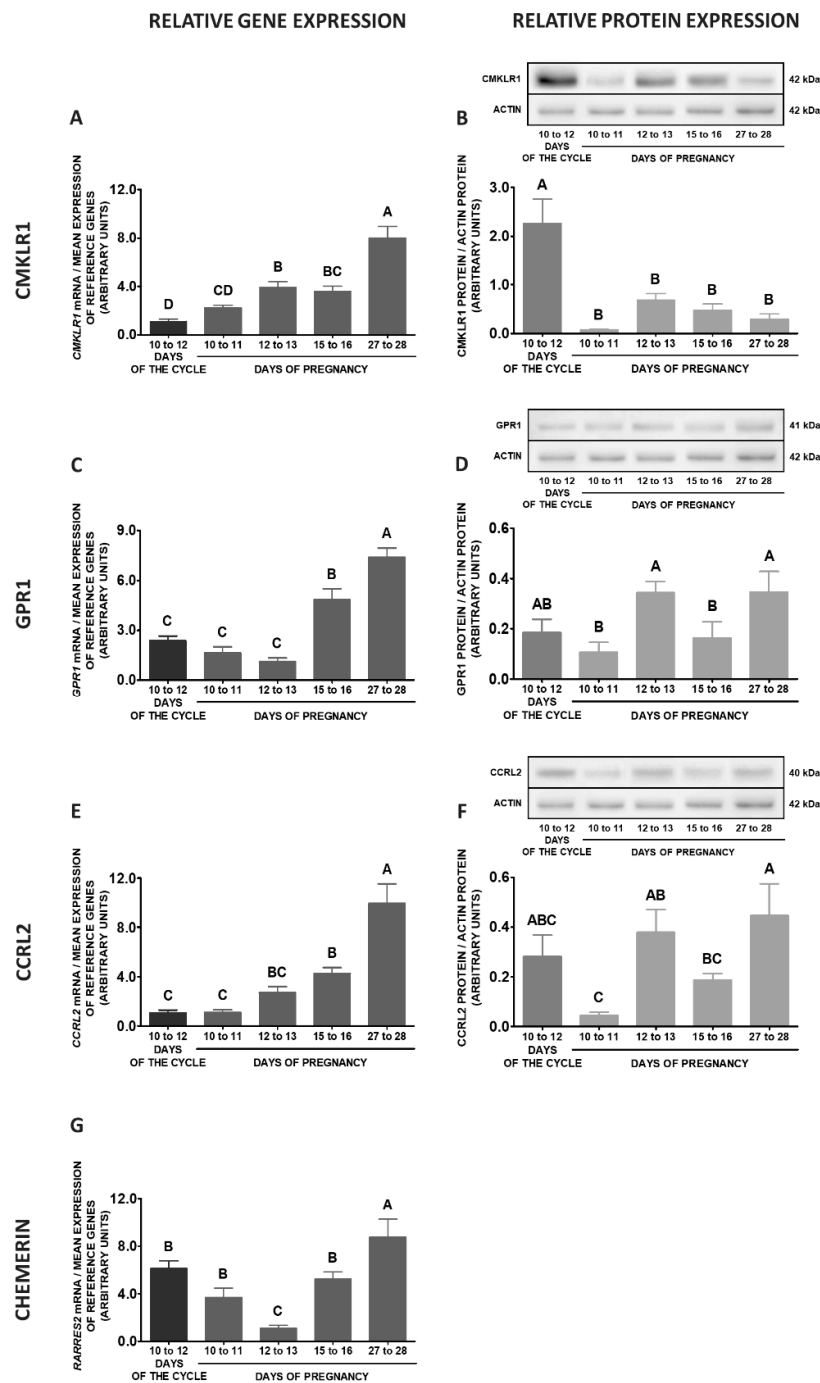 RELATIVE GENE EXPRESSION
RELATIVE PROTEIN EXPRESSION
CMKLR1
A
CMKLR1 mRNA / MEAN EXPRESSION
OF REFERENCE GENES
(ARBITRARY UNITS)
12.0
8.0
4.0
0.0
D
CD
B
BC
A
10 to 12
10 to 11
12 to 13
15 to 16
27 to 28
DAYS
OF THE CYCLE
DAYS OF PREGNANCY
B
CMKLR1
42 kDa
ACTIN
42 kDa
10 to 12
10 to 11
12 to 13
15 to 16
27 to 28
DAYS
OF THE CYCLE
DAYS OF PREGNANCY
CMKLR1 PROTEIN / ACTIN PROTEIN
(ARBITRARY UNITS)
3.0
2.0
1.0
0.0
A
B
B
B
B
10 to 12
10 to 11
12 to 13
15 to 16
27 to 28
DAYS
OF THE CYCLE
DAYS OF PREGNANCY
GPR1
C
GPR1 mRNA / MEAN EXPRESSION
OF REFERENCE GENES
(ARBITRARY UNITS)
9.0
6.0
3.0
0.0
C
C
C
B
A
10 to 12
10 to 11
12 to 13
15 to 16
27 to 28
DAYS
OF THE CYCLE
DAYS OF PREGNANCY
D
GPR1
41 kDa
ACTIN
42 kDa
10 to 12
10 to 11
12 to 13
15 to 16
27 to 28
DAYS
OF THE CYCLE
DAYS OF PREGNANCY
GPR1 PROTEIN / ACTIN PROTEIN
(ARBITRARY UNITS)
0.6
0.4
0.2
0.0
AB
B
A
B
A
10 to 12
10 to 11
12 to 13
15 to 16
27 to 28
DAYS
OF THE CYCLE
DAYS OF PREGNANCY
CCRL2
E
CCRL2 mRNA / MEAN EXPRESSION
OF REFERENCE GENES
(ARBITRARY UNITS)
12.0
8.0
4.0
0.0
C
C
BC
B
A
10 to 12
10 to 11
12 to 13
15 to 16
27 to 28
DAYS
OF THE CYCLE
DAYS OF PREGNANCY
F
CCRL2
40 kDa
ACTIN
42 kDa
10 to 12
10 to 11
12 to 13
15 to 16
27 to 28
DAYS
OF THE CYCLE
DAYS OF PREGNANCY
CCRL2 PROTEIN / ACTIN PROTEIN
(ARBITRARY UNITS)
0.6
0.4
0.2
0.0
ABC
C
AB
BC
A
10 to 12
10 to 11
12 to 13
15 to 16
27 to 28
DAYS
OF THE CYCLE
DAYS OF PREGNANCY
CHEMERIN
G
RARRES2 mRNA / MEAN EXPRESSION
OF REFERENCE GENES
(ARBITRARY UNITS)
12.0
8.0
4.0
0.0
B
B
C
B
A
10 to 12
10 to 11
12 to 13
15 to 16
27 to 28
DAYS
OF THE CYCLE
DAYS OF PREGNANCY